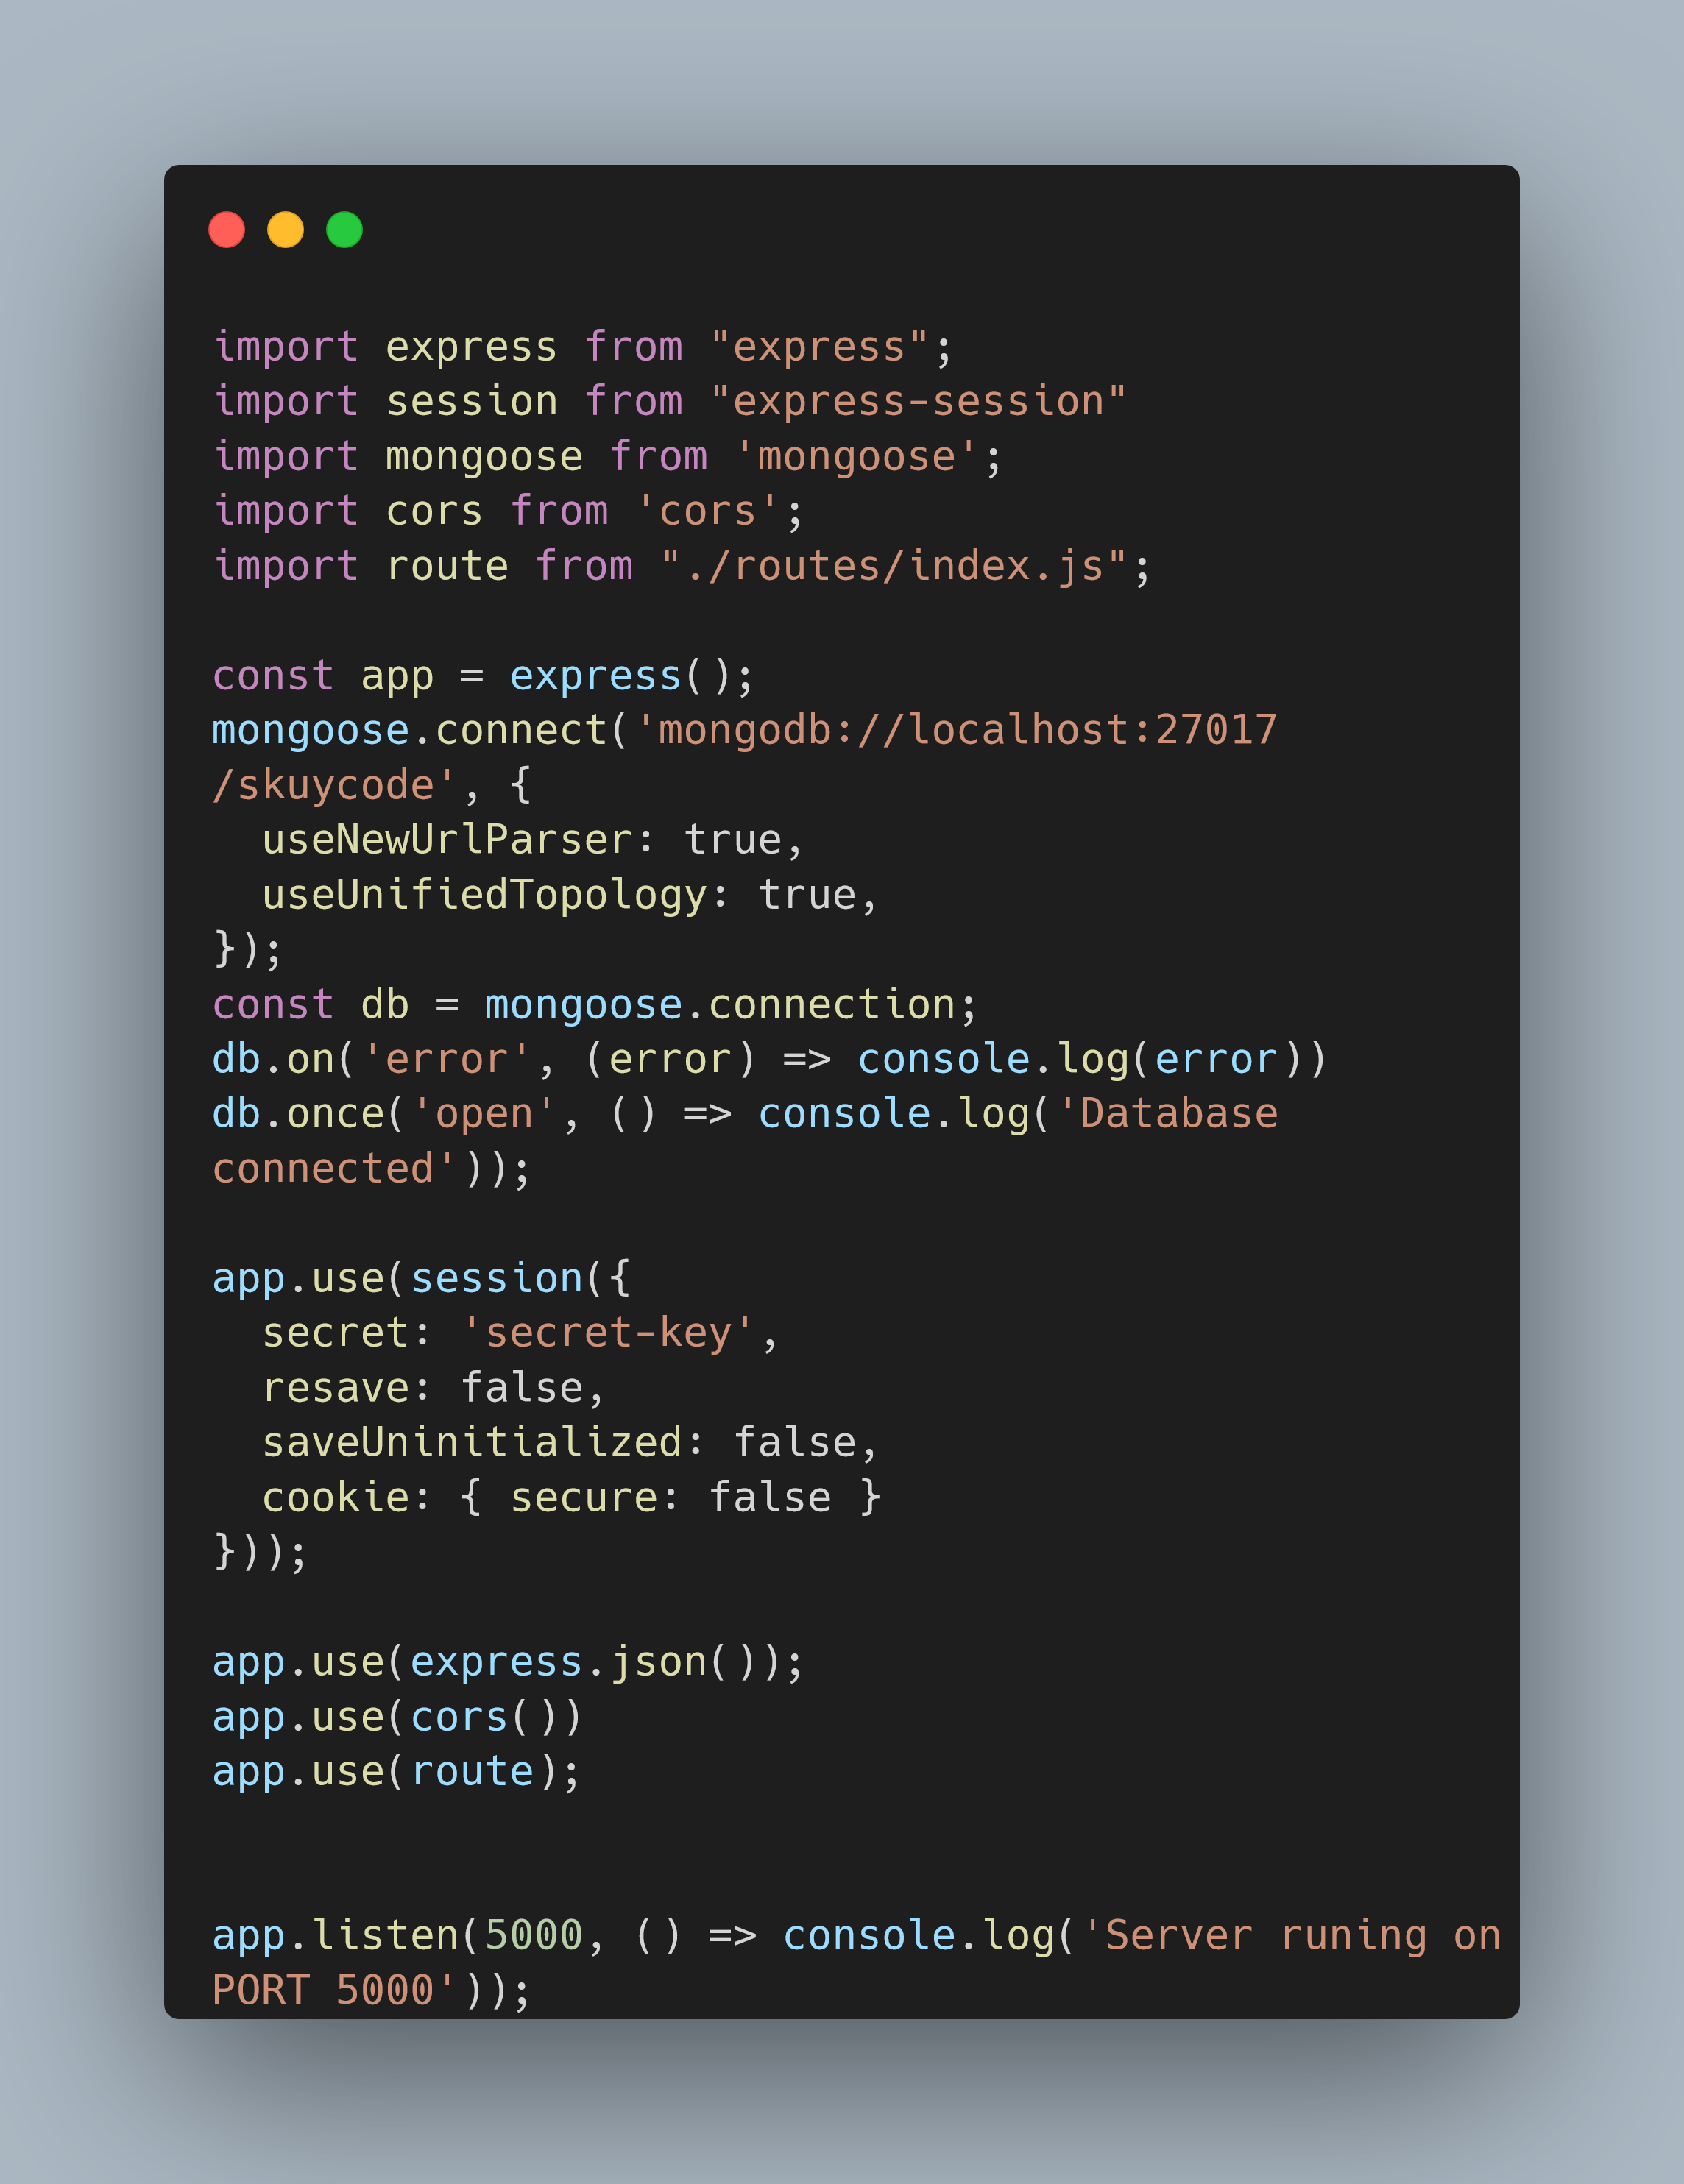 import express from "express";
import session from "express-session"
import mongoose from 'mongoose';
import cors from 'cors';
import route from "./routes/index.js";

const app = express();
mongoose.connect('mongodb://localhost:27017
/skuycode', {
  useNewUrlParser: true,
  useUnifiedTopology: true,
});
const db = mongoose.connection;
db.on('error', (error) => console.log(error))
db.once('open', () => console.log('Database
connected'));

app.use(session({
  secret: 'secret-key',
  resave: false,
  saveUninitialized: false,
  cookie: { secure: false }
}));

app.use(express.json());
app.use(cors())
app.use(route);

app.listen(5000, () => console.log('Server runing on
PORT 5000'));